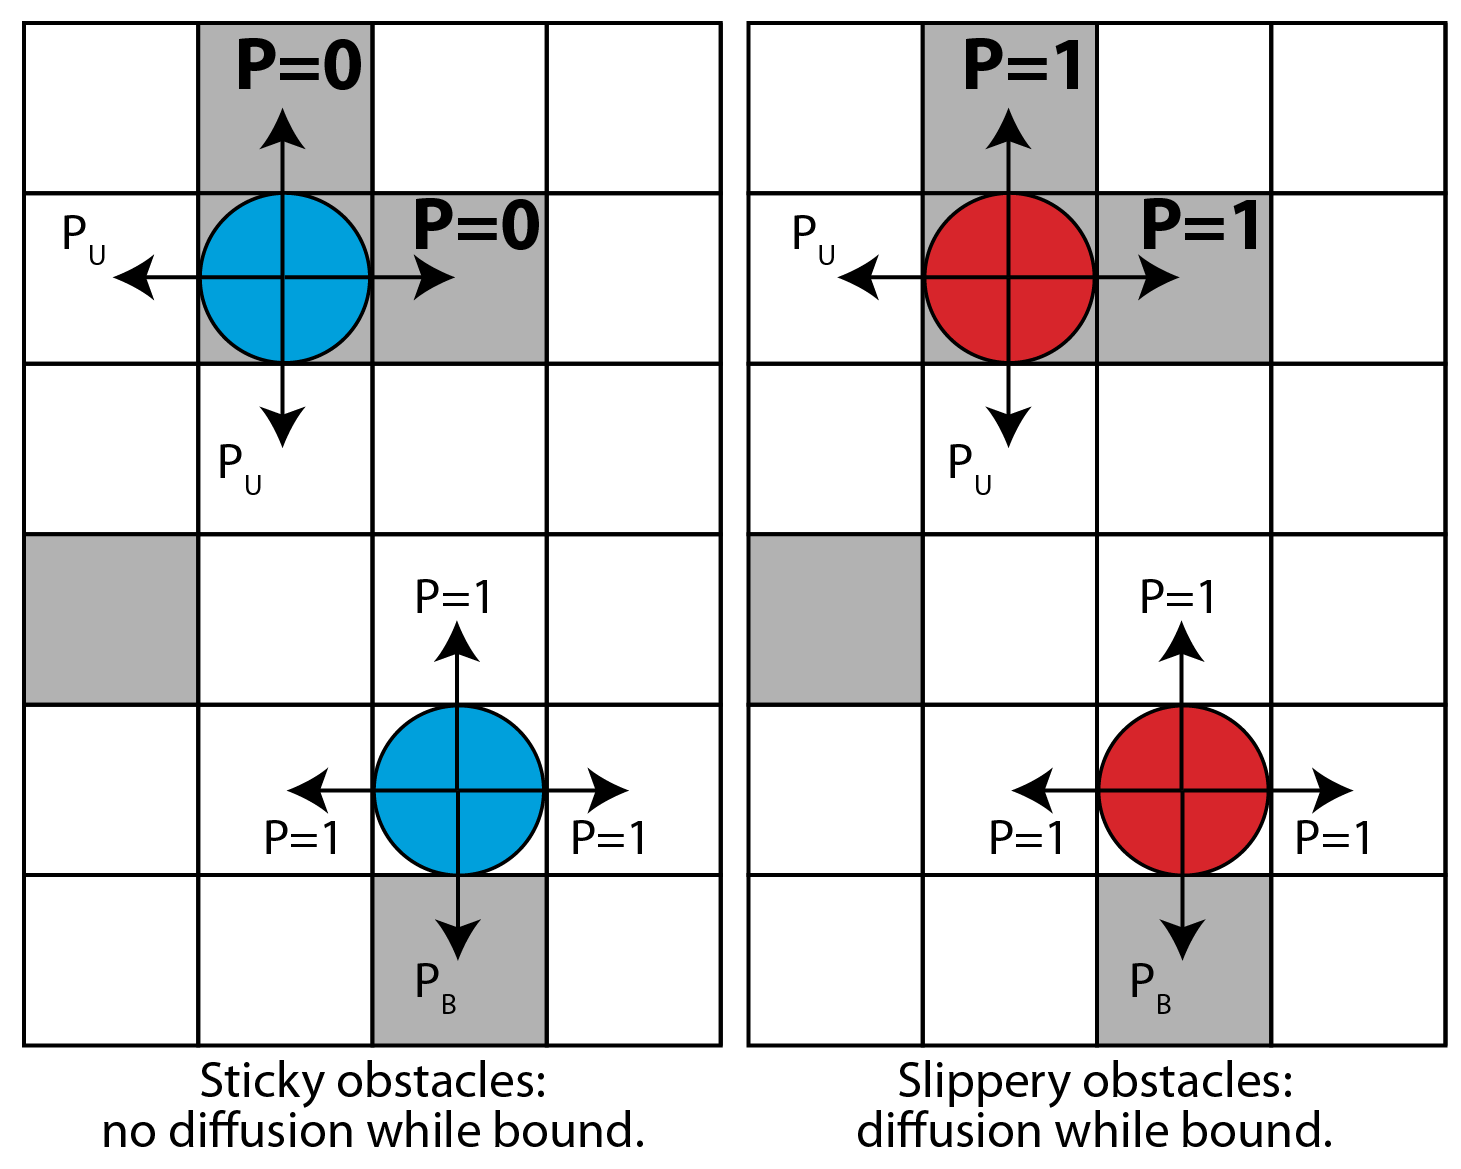 P=0
P=0
P_U
P_U
P=1
P=1
P=1
P_B
Sticky obstacles:
no diffusion while bound.
P=1
P=1
P_U
P_U
P=1
P=1
P=1
P_B
Slippery obstacles:
diffusion while bound.